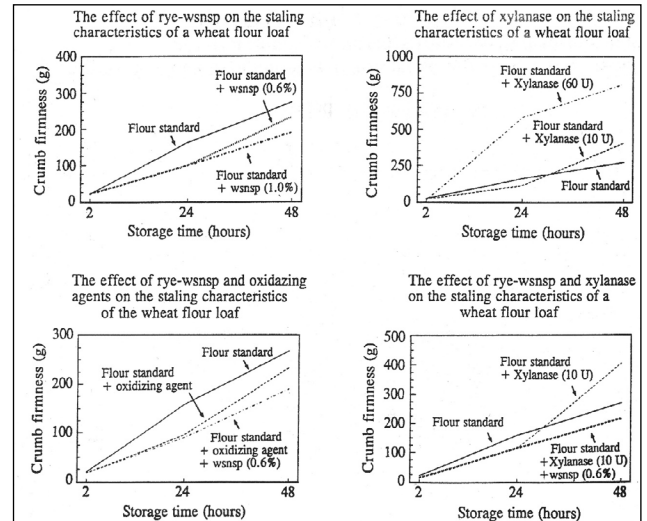 The effect of rye-wsnsp on the staling
characteristics of a wheat flour loaf
400
300
200
100
0
Crumb firmness (g)
Flour standard
+ wsnsp (0.6%)
Flour standard
Flour standard
+ wsnsp (1.0%)
2
24
48
Storage time (hours)
The effect of xylanase on the staling
characteristics of a wheat flour loaf
1000
750
500
250
0
Crumb firmness (g)
Flour standard
+ Xylanase (60 U)
Flour standard
+ Xylanase (10 U)
Flour standard
2
24
48
Storage time (hours)
The effect of rye-wsnsp and oxidazing
agents on the staling characteristics
of the wheat flour loaf
300
200
100
0
Crumb firmness (g)
Flour standard
Flour standard
+ oxidizing agent
Flour standard
+ oxidizing agent
+ wsnsp (0.6%)
2
24
48
Storage time (hours)
The effect of rye-wsnsp and xylanase
on the staling characteristics of a
wheat flour loaf
500
400
300
200
100
0
Crumb firmness (g)
Flour standard
+ Xylanase (10 U)
Flour standard
Flour standard
+Xylanase (10 U)
+wsnsp (0.6%)
2
24
48
Storage time (hours)